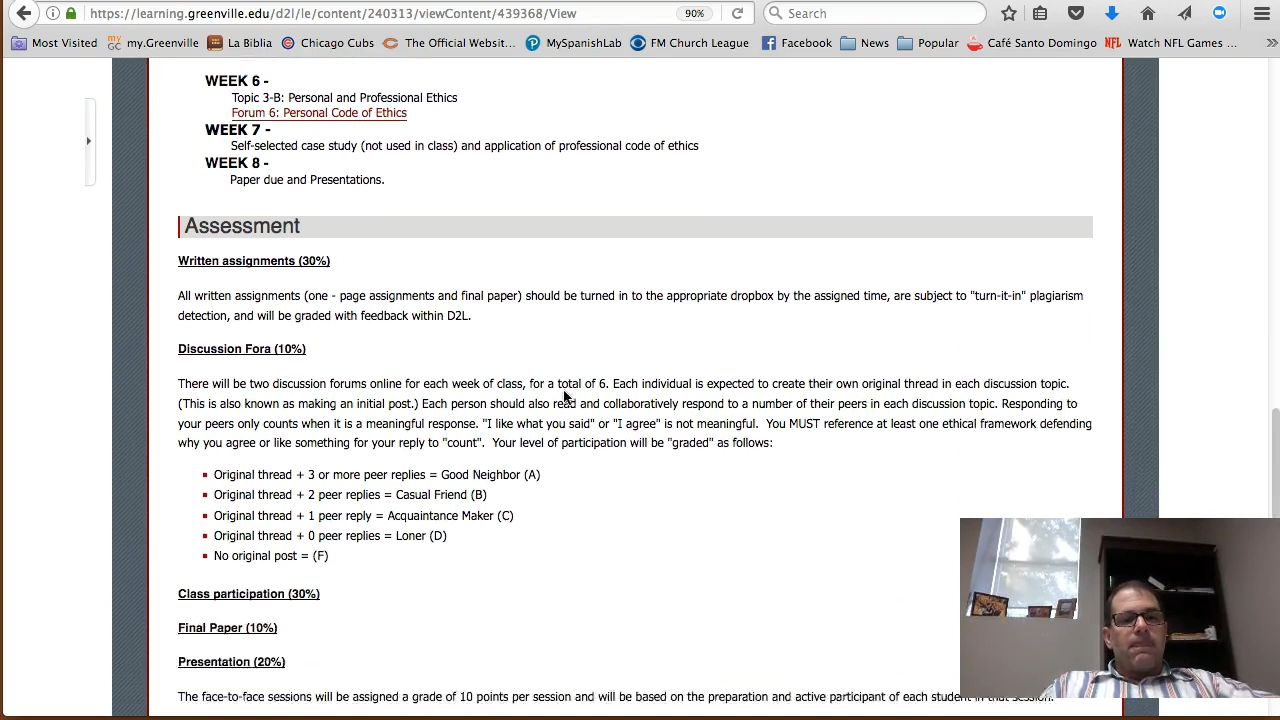 https://learning.greenville.edu/d2l/le/content/240313/viewContent/439368/View
90%
Search
Most Visited
my.Greenville
La Biblia
Chicago Cubs
The Official Websit...
MySpanishLab
FM Church League
Facebook
News
Popular
Café Santo Domingo
Watch NFL Games ...
WEEK 6 -
Topic 3-B: Personal and Professional Ethics
Forum 6: Personal Code of Ethics
WEEK 7 -
Self-selected case study (not used in class) and application of professional code of ethics
WEEK 8 -
Paper due and Presentations.
Assessment
Written assignments (30%)
All written assignments (one - page assignments and final paper) should be turned in to the appropriate dropbox by the assigned time, are subject to "turn-it-in" plagiarism
detection, and will be graded with feedback within D2L.
Discussion Fora (10%)
There will be two discussion forums online for each week of class, for a total of 6. Each individual is expected to create their own original thread in each discussion topic.
(This is also known as making an initial post.) Each person should also read and collaboratively respond to a number of their peers in each discussion topic. Responding to
your peers only counts when it is a meaningful response. "I like what you said" or "I agree" is not meaningful. You MUST reference at least one ethical framework defending
why you agree or like something for your reply to "count". Your level of participation will be "graded" as follows:
Original thread + 3 or more peer replies = Good Neighbor (A)
Original thread + 2 peer replies = Casual Friend (B)
Original thread + 1 peer reply = Acquaintance Maker (C)
Original thread + 0 peer replies = Loner (D)
No original post = (F)
Class participation (30%)
Final Paper (10%)
Presentation (20%)
The face-to-face sessions will be assigned a grade of 10 points per session and will be based on the preparation and active participant of each student in that session.